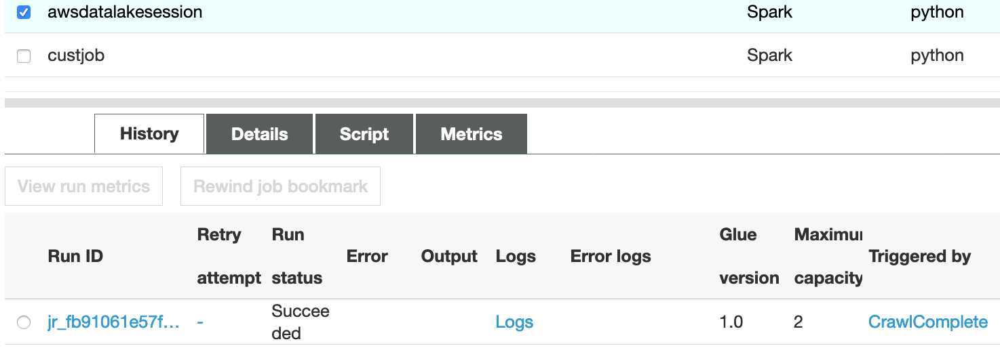 awsdatalakesession Spark python
custjob Spark python
History Details Script Metrics
View run metrics Rewind job bookmark
Run ID Retry attempt Run status Error Output Logs Error logs Glue version Maximu capacity Triggered by
jr_fb91061e57f... - Succee ded Logs 1.0 2 CrawlComplete